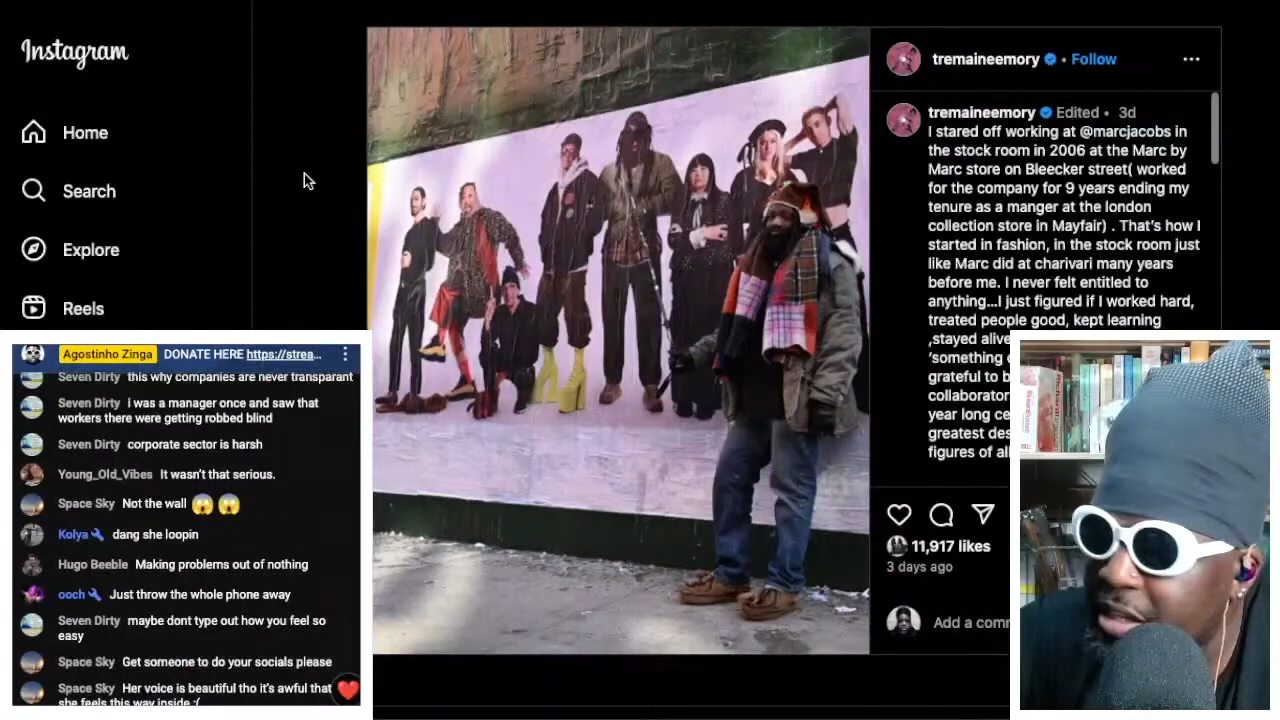 Instagram
Home
Search
Explore
Reels
tremaineemory • Follow
tremaineemory Edited • 3d
I stared off working at @marcjacobs in
the stock room in 2006 at the Marc by
Marc store on Bleecker street( worked
for the company for 9 years ending my
tenure as a manger at the london
collection store in Mayfair) . That’s how I
started in fashion, in the stock room just
like Marc did at charivari many years
before me. I never felt entitled to
anything...I just figured if I worked hard,
treated people good, kept learning
,stayed alive
‘something
grateful to b
collaborator
year long ce
greatest des
figures of al
11,917 likes
3 days ago
Add a com
Agostinho Zinga DONATE HERE https://strea...
Seven Dirty this why companies are never transparant
Seven Dirty i was a manager once and saw that
workers there were getting robbed blind
Seven Dirty corporate sector is harsh
Young_Old_Vibes It wasn’t that serious.
Space Sky Not the wall 😱 😱
Kolya dang she loopin
Hugo Beeble Making problems out of nothing
ooch Just throw the whole phone away
Seven Dirty maybe dont type out how you feel so
easy
Space Sky Get someone to do your socials please
Space Sky Her voice is beautiful tho it’s awful that
she feels this way inside :(